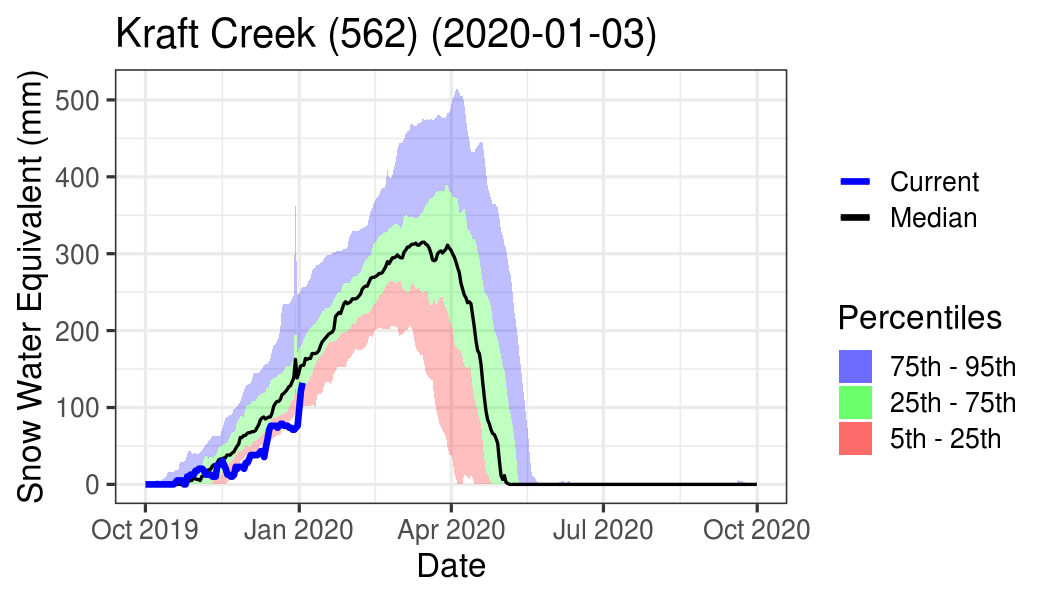 Kraft Creek (562) (2020-01-03)
Snow Water Equivalent (mm)
500
400
300
200
100
0
Oct 2019
Jan 2020
Apr 2020
Jul 2020
Oct 2020
Date
Current
Median
Percentiles
75th - 95th
25th - 75th
5th - 25th